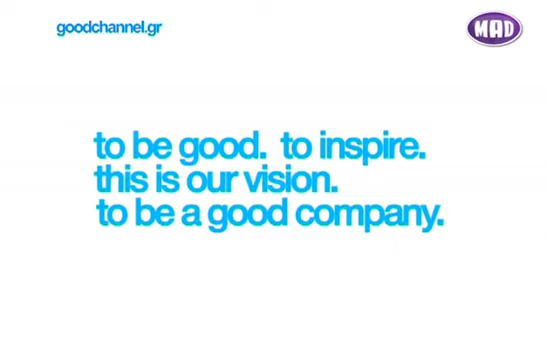 goodchannel.gr
MAD
to be good. to inspire.
this is our vision.
to be a good company.